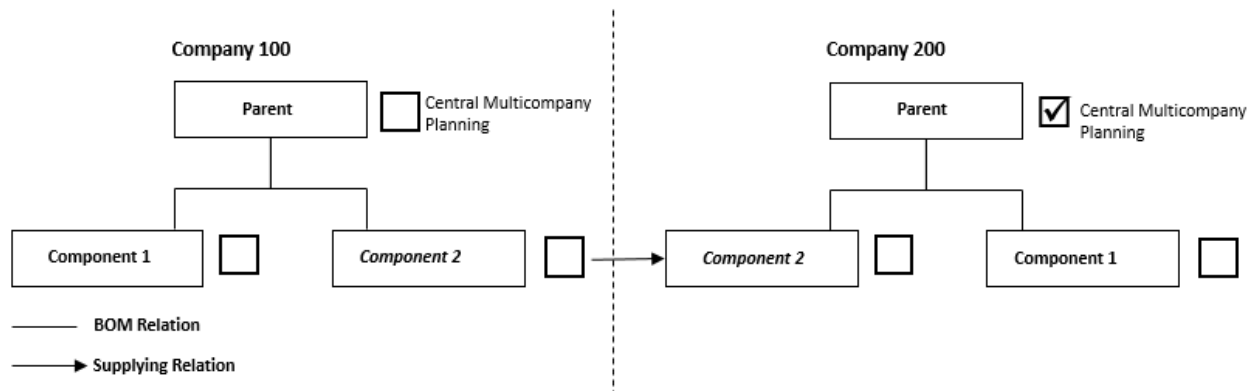 Company 100
Parent
Central Multicompany
Planning
Component 1
Component 2
Company 200
Parent
Central Multicompany
Planning
Component 2
Component 1
BOM Relation
Supplying Relation